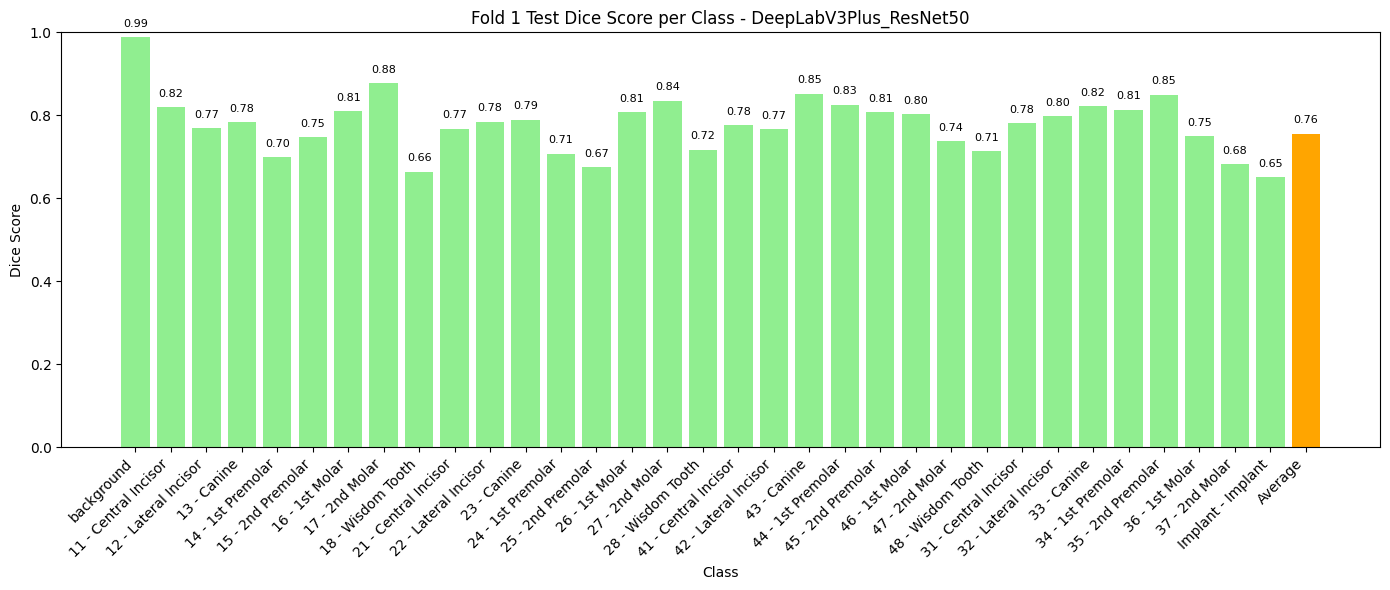 Fold 1 Test Dice Score per Class - DeepLabV3Plus_ResNet50
Dice Score
1.0
0.8
0.6
0.4
0.2
0.0
0.99
0.82
0.77
0.78
0.70
0.75
0.81
0.88
0.66
0.77
0.78
0.79
0.71
0.67
0.81
0.84
0.72
0.78
0.77
0.85
0.83
0.81
0.80
0.74
0.71
0.78
0.80
0.82
0.81
0.85
0.75
0.68
0.65
0.76
background
11 - Central Incisor
12 - Lateral Incisor
13 - Canine
14 - 1st Premolar
15 - 2nd Premolar
16 - 1st Molar
17 - 2nd Molar
18 - Wisdom Tooth
21 - Central Incisor
22 - Lateral Incisor
23 - Canine
24 - 1st Premolar
25 - 2nd Premolar
26 - 1st Molar
27 - 2nd Molar
28 - Wisdom Tooth
41 - Central Incisor
42 - Lateral Incisor
43 - Canine
44 - 1st Premolar
45 - 2nd Premolar
46 - 1st Molar
47 - 2nd Molar
48 - Wisdom Tooth
31 - Central Incisor
32 - Lateral Incisor
33 - Canine
34 - 1st Premolar
35 - 2nd Premolar
36 - 1st Molar
37 - 2nd Molar
Implant - Implant
Average
Class